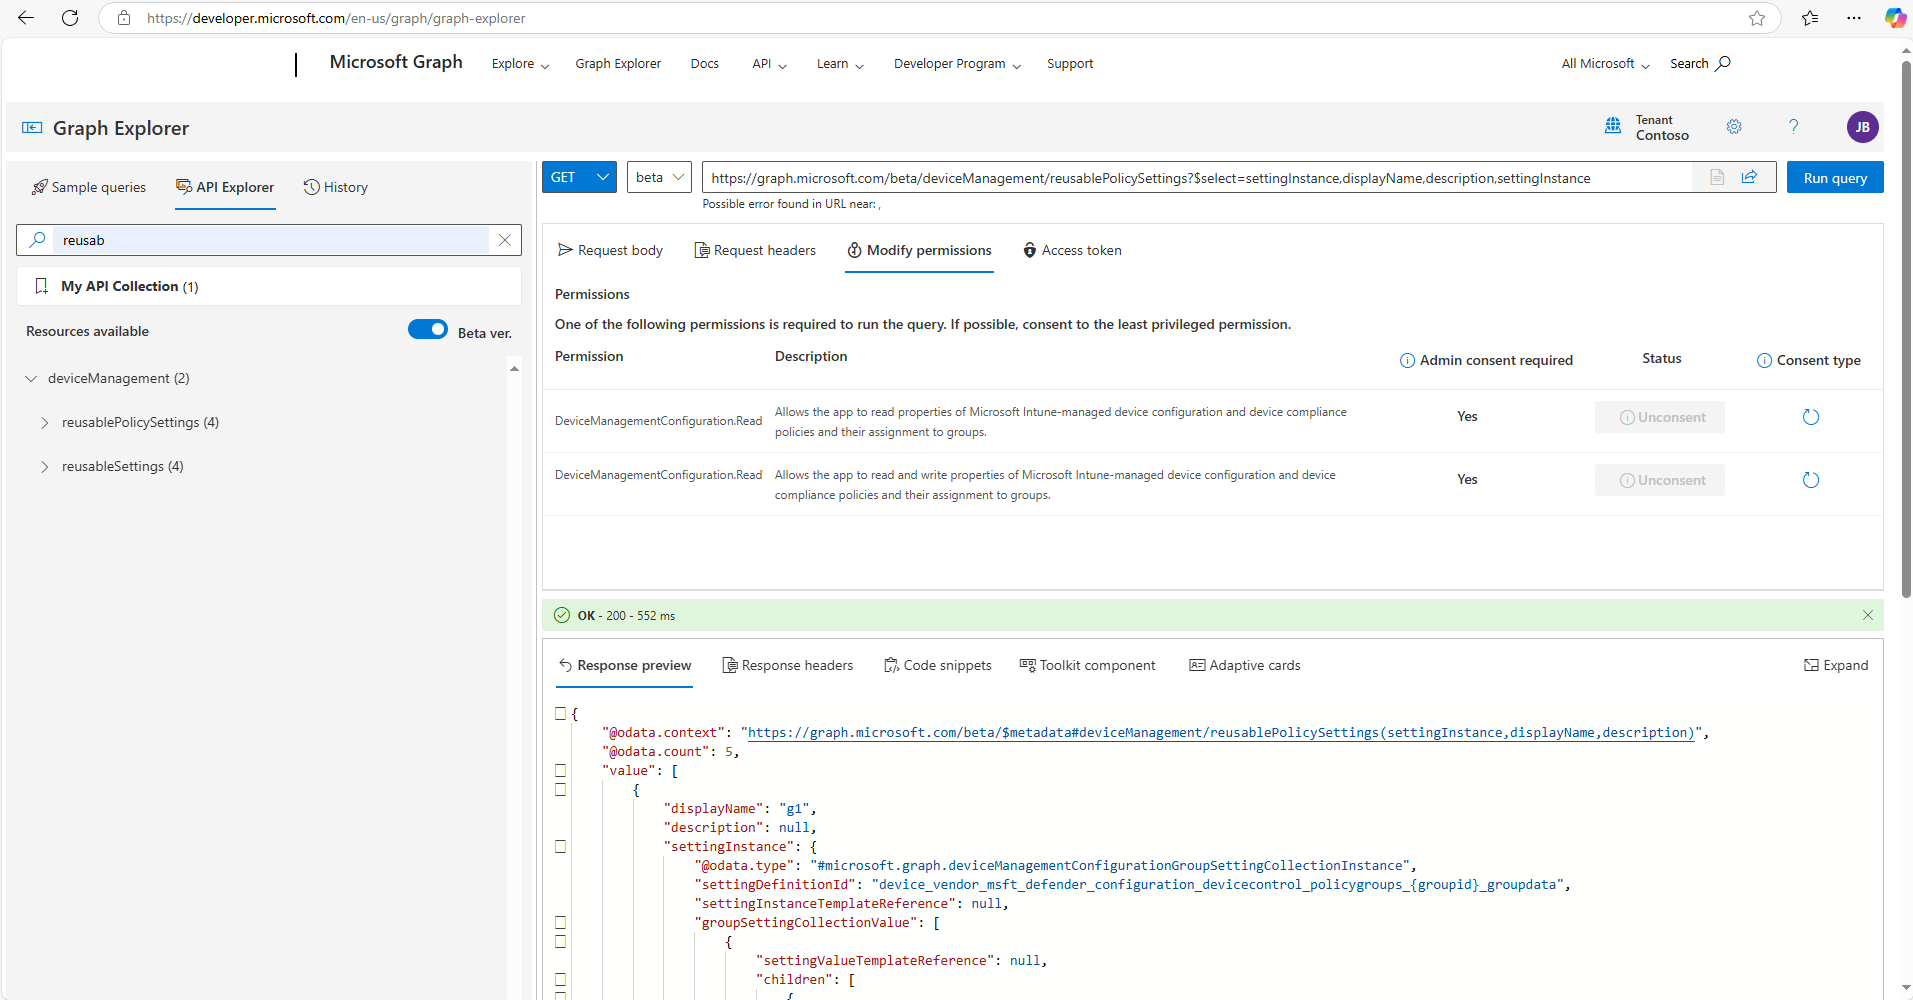 https://developer.microsoft.com/en-us/graph/graph-explorer
Microsoft Graph Explore Graph Explorer Docs API Learn Developer Program Support All Microsoft Search
Graph Explorer Tenant Contoso ? JB
Sample queries API Explorer History
reusab
My API Collection (1)
Resources available Beta ver.
deviceManagement (2)
reusablePolicySettings (4)
reusableSettings (4)
GET beta https://graph.microsoft.com/beta/deviceManagement/reusablePolicySettings?$select=settingInstance,displayName,description,settingInstance Run query
Possible error found in URL near: ,
Request body Request headers Modify permissions Access token
Permissions
One of the following permissions is required to run the query. If possible, consent to the least privileged permission.
Permission Description Admin consent required Status Consent type
DeviceManagementConfiguration.Read Allows the app to read properties of Microsoft Intune-managed device configuration and device compliance
policies and their assignment to groups.
Yes Unconsent
DeviceManagementConfiguration.Read Allows the app to read and write properties of Microsoft Intune-managed device configuration and device
compliance policies and their assignment to groups.
Yes Unconsent
OK - 200 - 552 ms
Response preview Response headers Code snippets Toolkit component Adaptive cards Expand
{
"@odata.context": "https://graph.microsoft.com/beta/$metadata#deviceManagement/reusablePolicySettings(settingInstance,displayName,description)",
"@odata.count": 5,
"value": [
{
"displayName": "g1",
"description": null,
"settingInstance": {
"@odata.type": "#microsoft.graph.deviceManagementConfigurationGroupSettingCollectionInstance",
"settingDefinitionId": "device_vendor_msft_defender_configuration_devicecontrol_policygroups_{groupid}_groupdata",
"settingInstanceTemplateReference": null,
"groupSettingCollectionValue": [
{
"settingValueTemplateReference": null,
"children": [
{